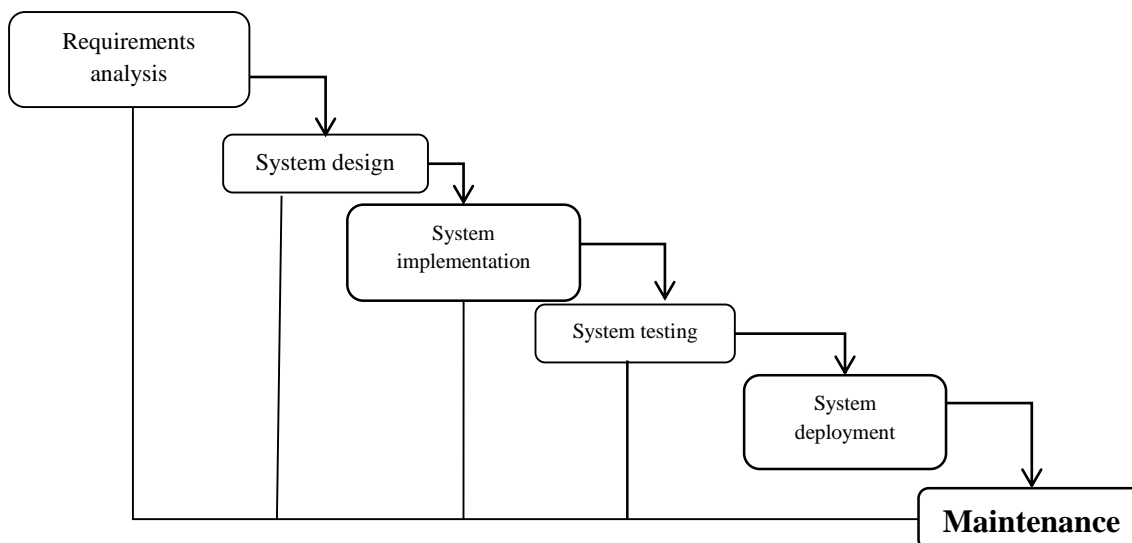 Requirements
analysis
System design
System
implementation
System testing
System
deployment
Maintenance